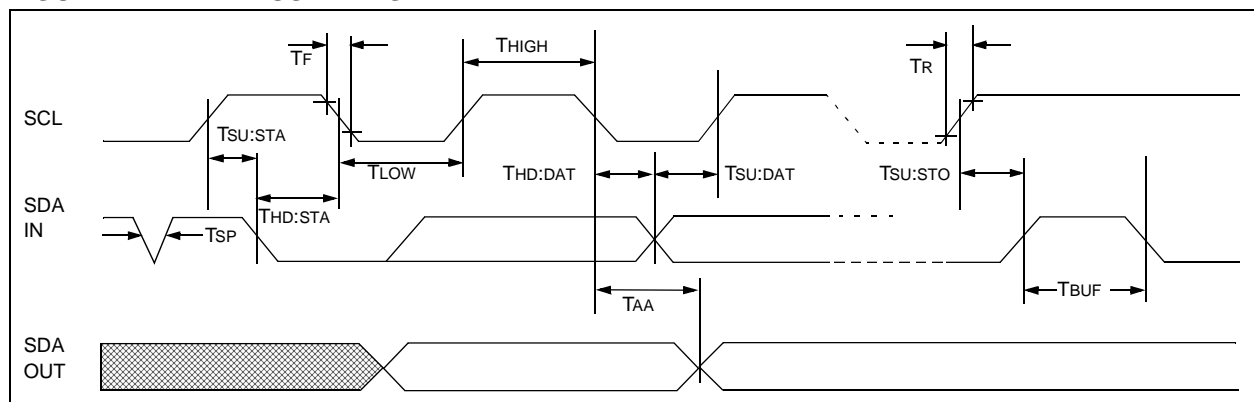 TF
THIGH
TR
SCL
TSU:STA
TLOW
THD:DAT
TSU:DAT
TSU:STO
SDA
IN
THD:STA
TSP
TAA
TBUF
SDA
OUT